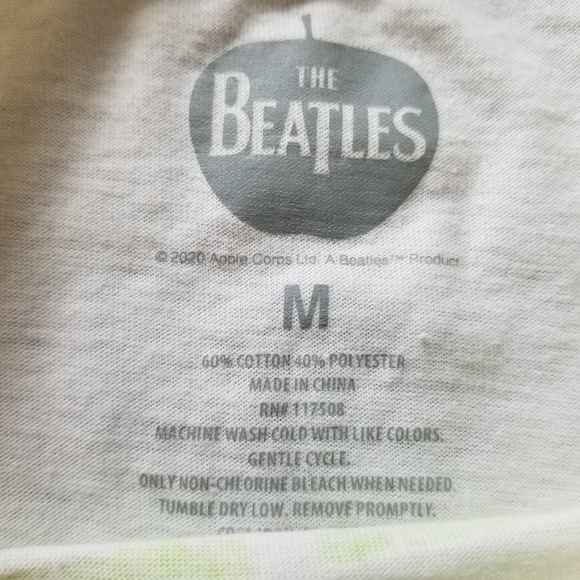 THE
BEATLES
© 2020 Apple Corps Ltd. A Beatles™ Product
M
60% COTTON 40% POLYESTER
MADE IN CHINA
RN# 117508
MACHINE WASH COLD WITH LIKE COLORS.
GENTLE CYCLE.
ONLY NON-CHLORINE BLEACH WHEN NEEDED.
TUMBLE DRY LOW. REMOVE PROMPTLY.